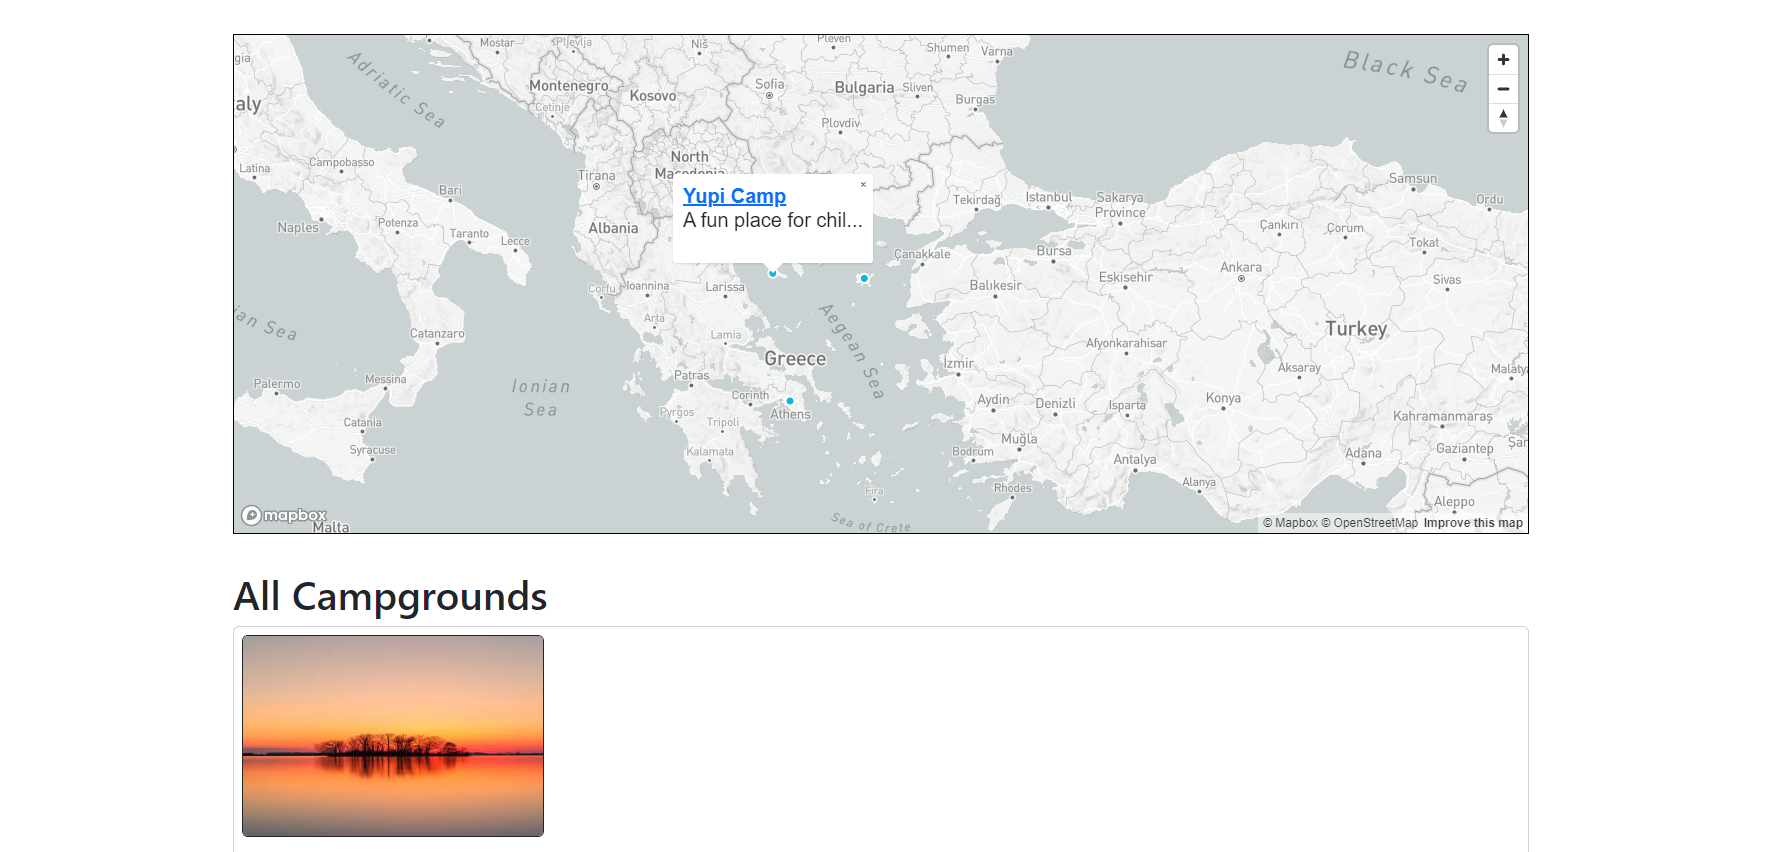 Mostar
Pljevlja
Niš
Pleven
Shumen
Varna
Black Sea
gia
Adriatic Sea
Montenegro
Kosovo
Sofia
Bulgaria
Sliven
Burgas
aly
Cetinje
Plovdiv
Latina
Campobasso
North
Macedonia
Tirana
Samsun
Bari
Yupi Camp
×
A fun place for chil...
Tekirdağ
Istanbul
Sakarya
Province
Ordu
Naples
Potenza
Taranto
Lecce
Albania
Çankırı
Çorum
Tokat
Çanakkale
Bursa
Ankara
Eskisehir
Sivas
Corfu
Ioannina
Larissa
Balıkesir
an Sea
Arta
Lamia
Aegean Sea
Catanzaro
Greece
Afyonkarahisar
Turkey
İzmir
Aksaray
Malaty
Palermo
Messina
Ionian
Sea
Patras
Corinth
Athens
Aydin
Denizli
Isparta
Konya
Catania
Pyrgos
Tripoli
Kahramanmaraş
Syracuse
Kalamata
Muğla
Bodrum
Antalya
Adana
Gaziantep
Şar
Fira
Rhodes
Alanya
Aleppo
mapbox
Malta
Sea of Crete
© Mapbox © OpenStreetMap Improve this map
All Campgrounds